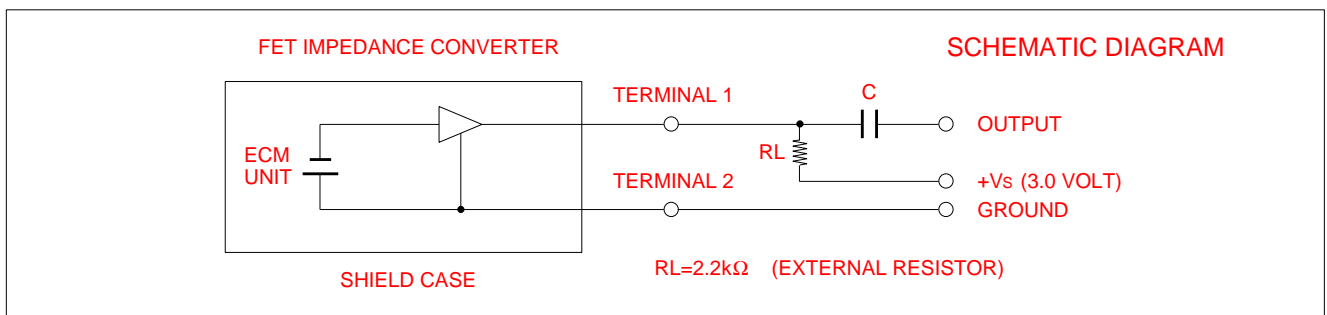 FET IMPEDANCE CONVERTER
SCHEMATIC DIAGRAM
TERMINAL 1
C
OUTPUT
RL
ECM
UNIT
TERMINAL 2
+Vs (3.0 VOLT)
GROUND
RL=2.2kΩ (EXTERNAL RESISTOR)
SHIELD CASE